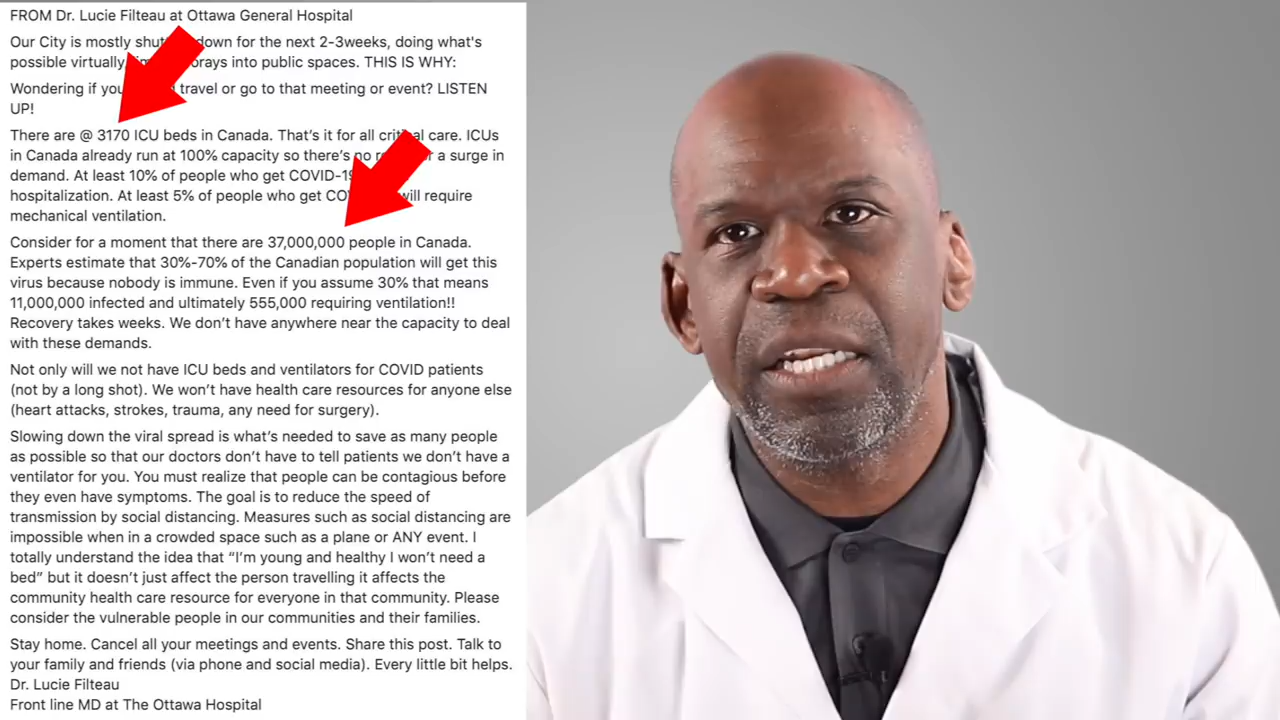 FROM Dr. Lucie Filteau at Ottawa General Hospital
Our City is mostly shut down for the next 2-3weeks, doing what's
possible virtually, orays into public spaces. THIS IS WHY:
Wondering if you travel or go to that meeting or event? LISTEN
UP!
There are @ 3170 ICU beds in Canada. That's it for all critical care. ICUs
in Canada already run at 100% capacity so there's no a surge in
demand. At least 10% of people who get COVID-19
hospitalization. At least 5% of people who get will require
mechanical ventilation.
Consider for a moment that there are 37,000,000 people in Canada.
Experts estimate that 30%-70% of the Canadian population will get this
virus because nobody is immune. Even if you assume 30% that means
11,000,000 infected and ultimately 555,000 requiring ventilation!!
Recovery takes weeks. We don't have anywhere near the capacity to deal
with these demands.
Not only will we not have ICU beds and ventilators for COVID patients
(not by a long shot). We won't have health care resources for anyone else
(heart attacks, strokes, trauma, any need for surgery).
Slowing down the viral spread is what's needed to save as many people
as possible so that our doctors don't have to tell patients we don't have a
ventilator for you. You must realize that people can be contagious before
they even have symptoms. The goal is to reduce the speed of
transmission by social distancing. Measures such as social distancing are
impossible when in a crowded space such as a plane or ANY event. I
totally understand the idea that "I'm young and healthy I won't need a
bed" but it doesn't just affect the person travelling it affects the
community health care resource for everyone in that community. Please
consider the vulnerable people in our communities and their families.
Stay home. Cancel all your meetings and events. Share this post. Talk to
your family and friends (via phone and social media). Every little bit helps.
Dr. Lucie Filteau
Front line MD at The Ottawa Hospital